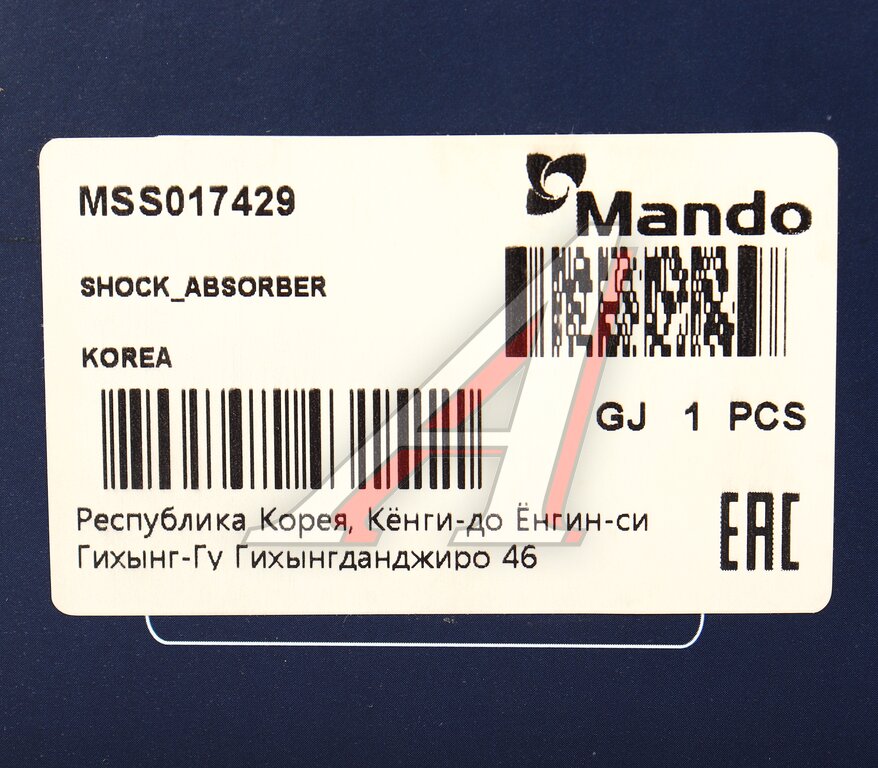 MSS017429
Mando
SHOCK_ABSORBER
KOREA
GJ 1 PCS
Республика Корея, Кёнги-до Ёнгин-си
Гихынг-Гу Гихынгданджиро 46
EAC